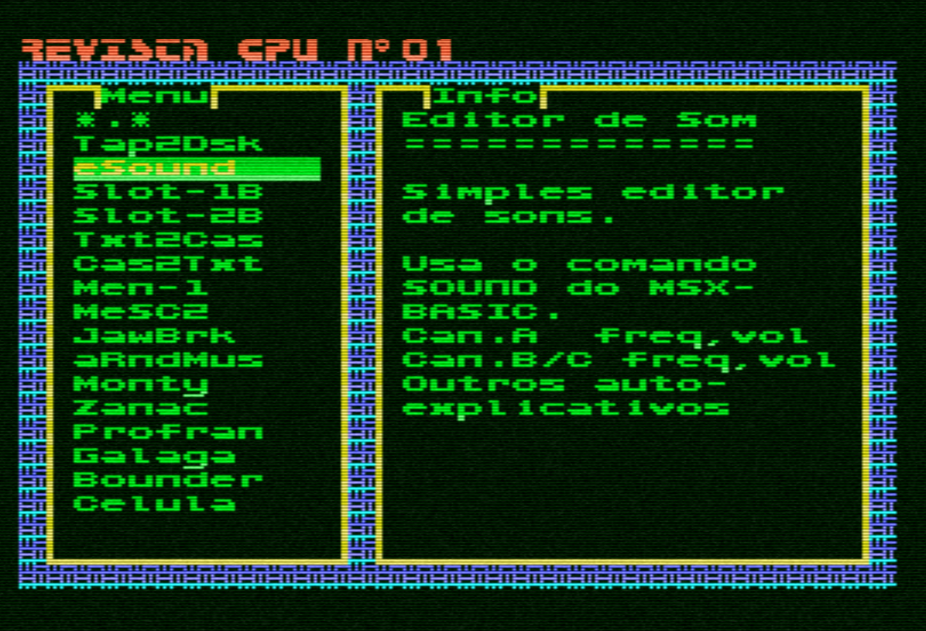 REVISTA CPU Nº 01
Menu
*.*
Tap2Dsk
eSound
Slot-1B
Slot-2B
Txt2Cas
Cas2Txt
Men-1
MeSC2
JawBrk
aRndMus
Monty
Zanac
Profran
Galaga
Bounder
Celula
Info
Editor de Som
=============
Simples editor
de sons.
Usa o comando
SOUND do MSX-
BASIC.
Can.A freq,vol
Can.B/C freq,vol
Outros auto-
explicativos